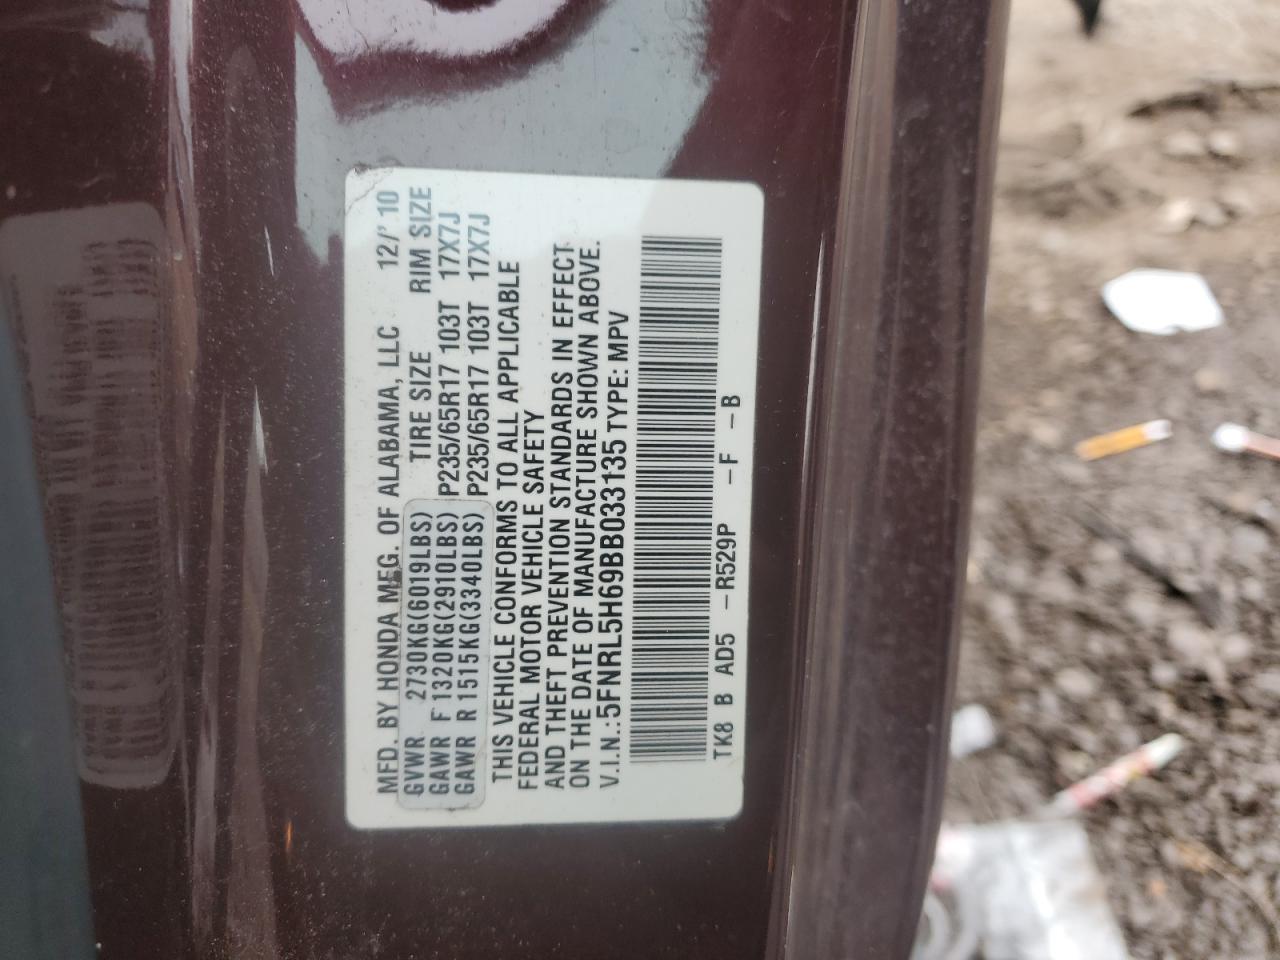 MFD. BY HONDA MFG. OF ALABAMA, LLC 12/'10
GVWR 2730KG(6019LBS) TIRE SIZE RIM SIZE
GAWR F 1320KG(2910LBS) P235/65R17 103T 17X7J
GAWR R 1515KG(3340LBS) P235/65R17 103T 17X7J
THIS VEHICLE CONFORMS TO ALL APPLICABLE
FEDERAL MOTOR VEHICLE SAFETY
AND THEFT PREVENTION STANDARDS IN EFFECT
ON THE DATE OF MANUFACTURE SHOWN ABOVE.
V.I.N.: 5FNRL5H69BB033135 TYPE: MPV
TK8 B AD5 -R529P -F -B